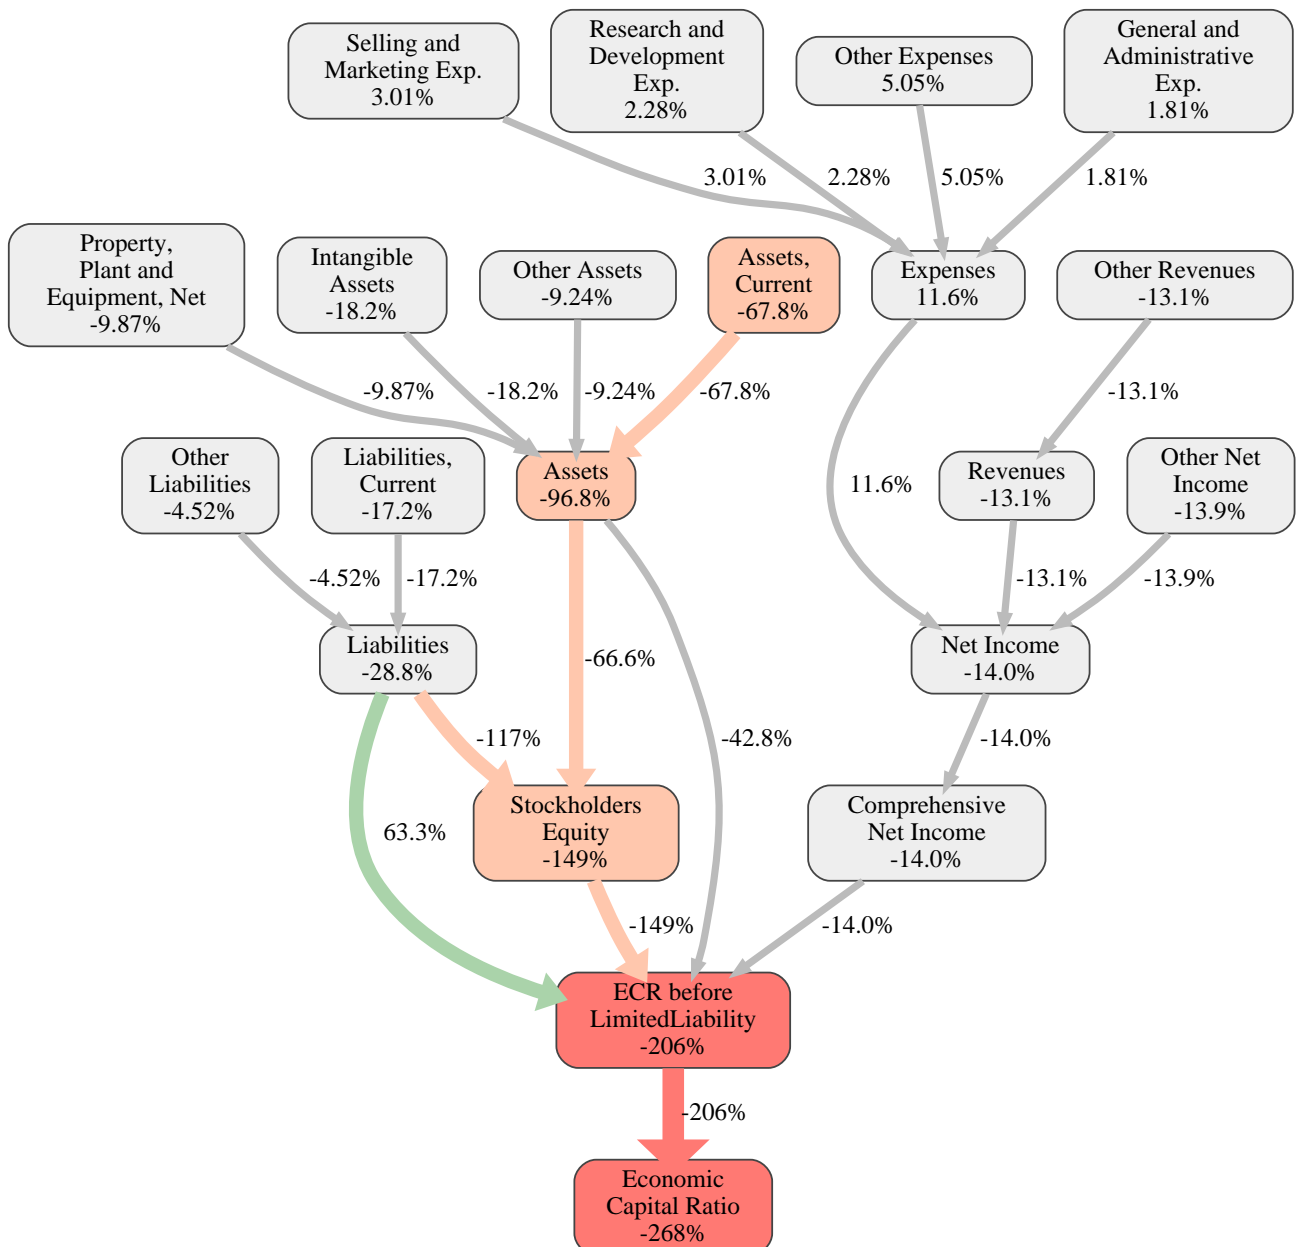 Selling and
Marketing Exp.
3.01%
Research and
Development
Exp.
2.28%
Other Expenses
5.05%
General and
Administrative
Exp.
1.81%
3.01%
2.28%
5.05%
1.81%
Property,
Plant and
Equipment, Net
-9.87%
Intangible
Assets
-18.2%
Other Assets
-9.24%
Assets,
Current
-67.8%
Expenses
11.6%
Other Revenues
-13.1%
-9.87%
-18.2%
-9.24%
-67.8%
-13.1%
Other
Liabilities
-4.52%
Liabilities,
Current
-17.2%
Assets
-96.8%
11.6%
Revenues
-13.1%
Other Net
Income
-13.9%
-4.52%
-17.2%
-13.1%
-13.9%
Liabilities
-28.8%
-66.6%
Net Income
-14.0%
-117%
-42.8%
-14.0%
63.3%
Stockholders
Equity
-149%
Comprehensive
Net Income
-14.0%
-149%
-14.0%
ECR before
LimitedLiability
-206%
-206%
Economic
Capital Ratio
-268%